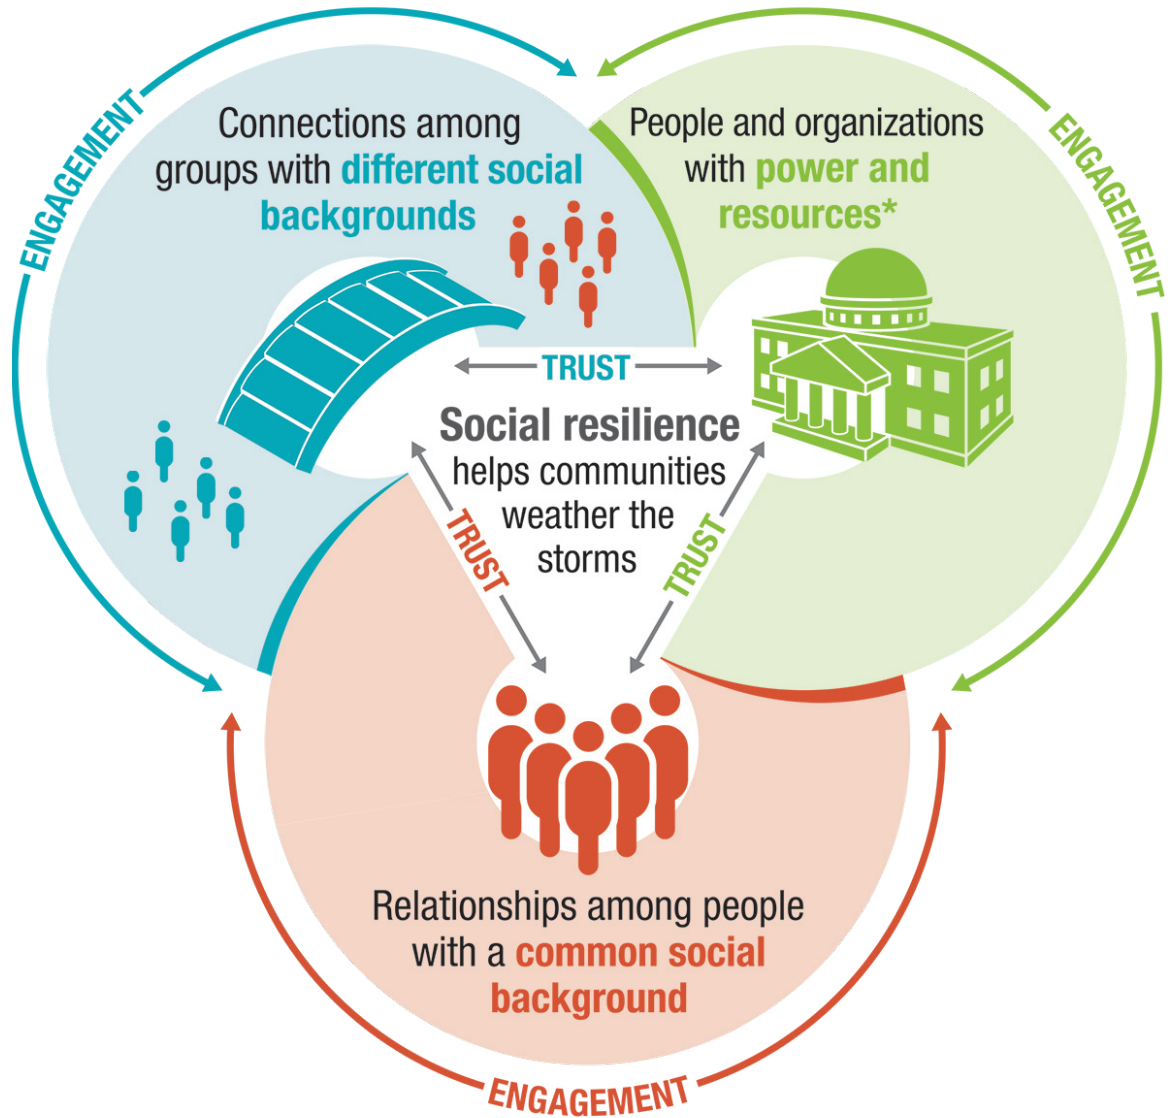 ENGAGEMENT
Connections among
groups with different social
backgrounds
People and organizations
with power and
resources*
ENGAGEMENT
TRUST
Social resilience
helps communities
weather the
storms
TRUST
TRUST
Relationships among people
with a common social
background
ENGAGEMENT